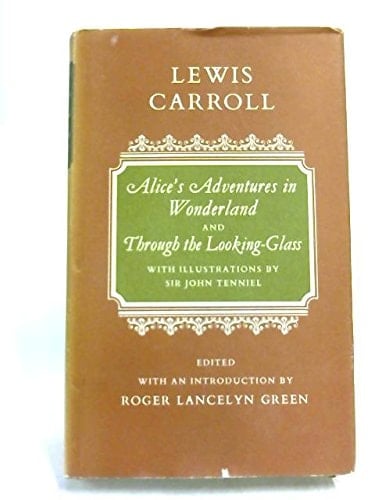 LEWIS
CARROLL
Alice's Adventures in
Wonderland
AND
Through the Looking-Glass
WITH ILLUSTRATIONS BY
SIR JOHN TENNIEL
EDITED
WITH AN INTRODUCTION BY
ROGER LANCELYN GREEN